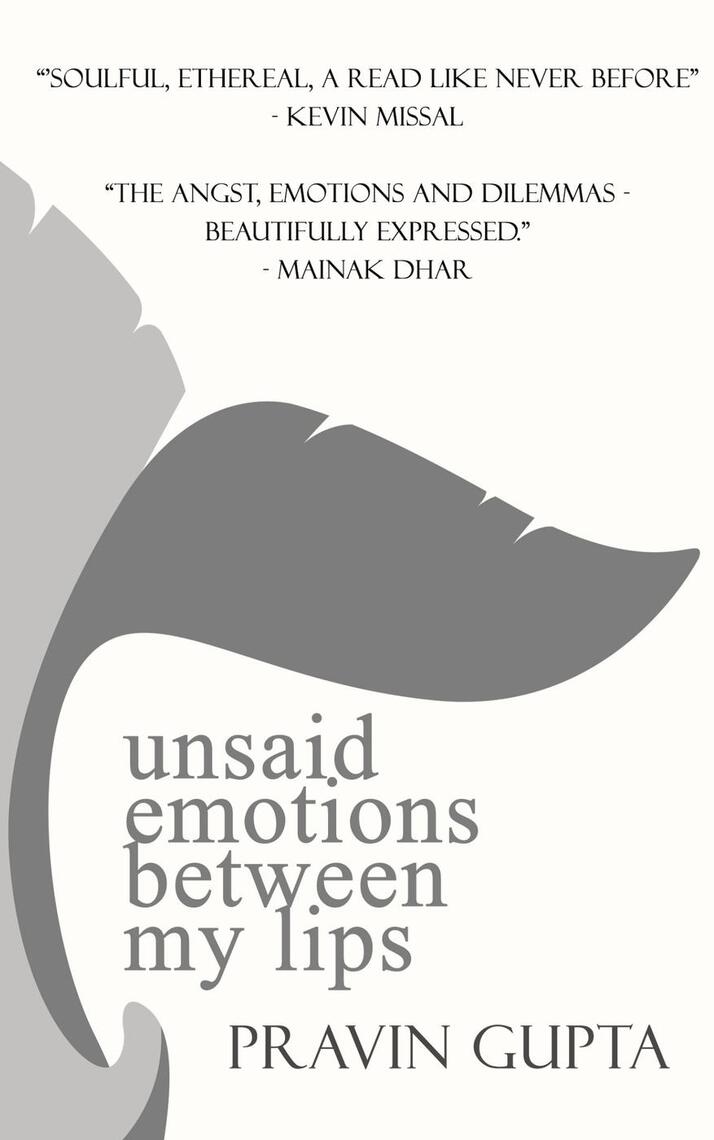 “’SOULFUL, ETHEREAL, A READ LIKE NEVER BEFORE”
- KEVIN MISSAL
“THE ANGST, EMOTIONS AND DILEMMAS -
BEAUTIFULLY EXPRESSED.”
- MAINAK DHAR
unsaid
emotions
between
my lips
PRAVIN GUPTA